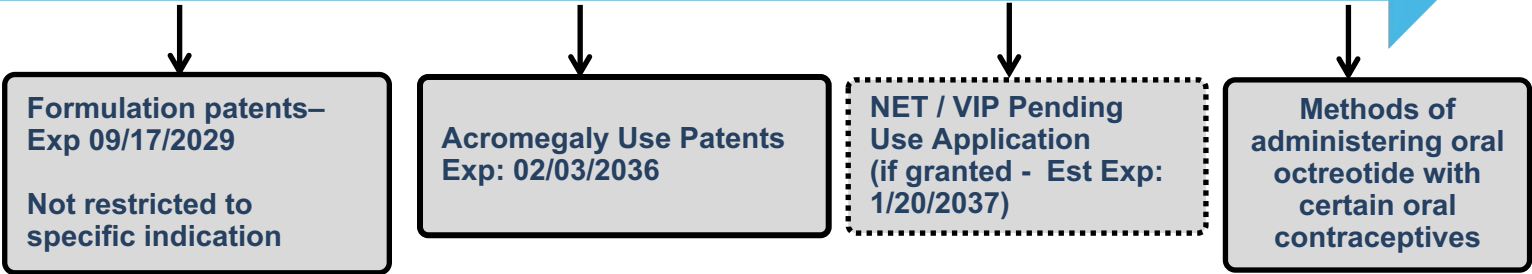 Formulation patents–
Exp 09/17/2029
Not restricted to
specific indication
Acromegaly Use Patents
Exp: 02/03/2036
NET / VIP Pending
Use Application
(if granted - Est Exp:
1/20/2037)
Methods of
administering oral
octreotide with
certain oral
contraceptives